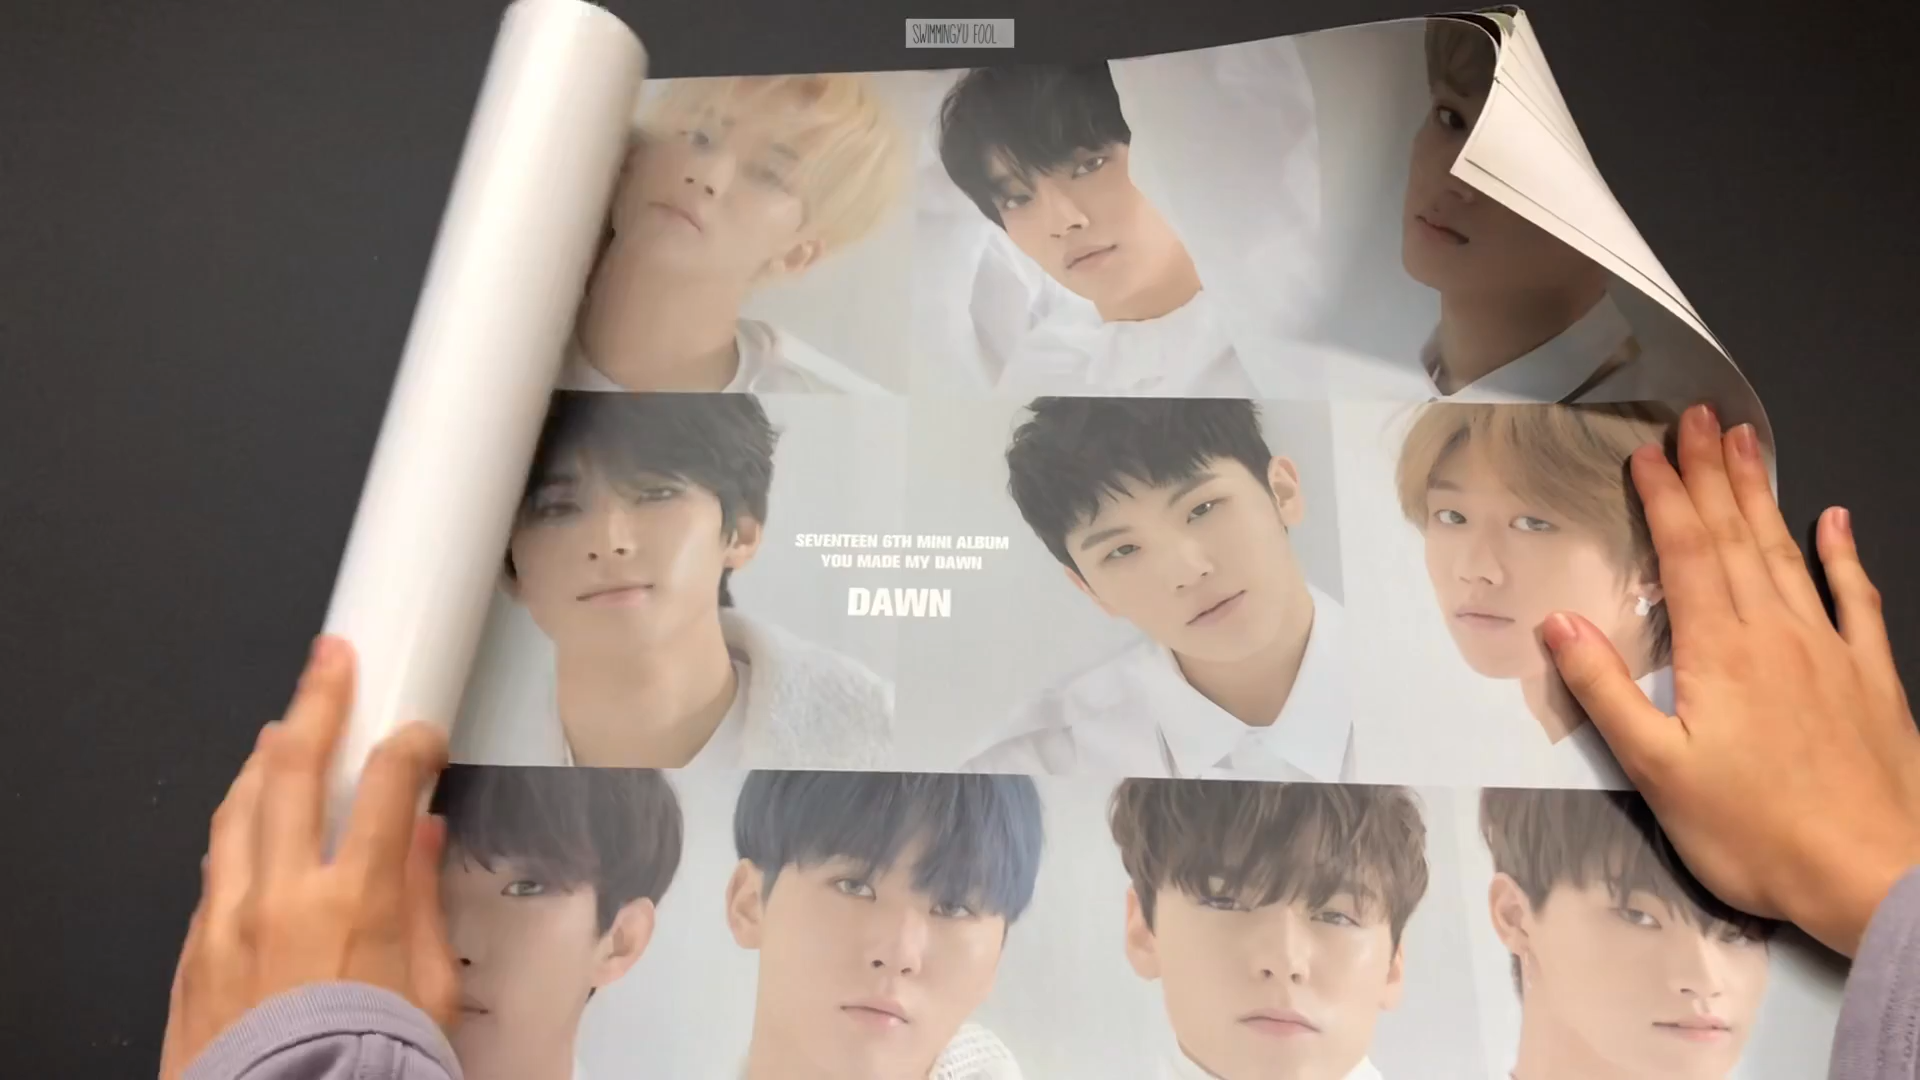 SWIMMINGYU FOOL
SEVENTEEN 6TH MINI ALBUM
YOU MADE MY DAWN
DAWN